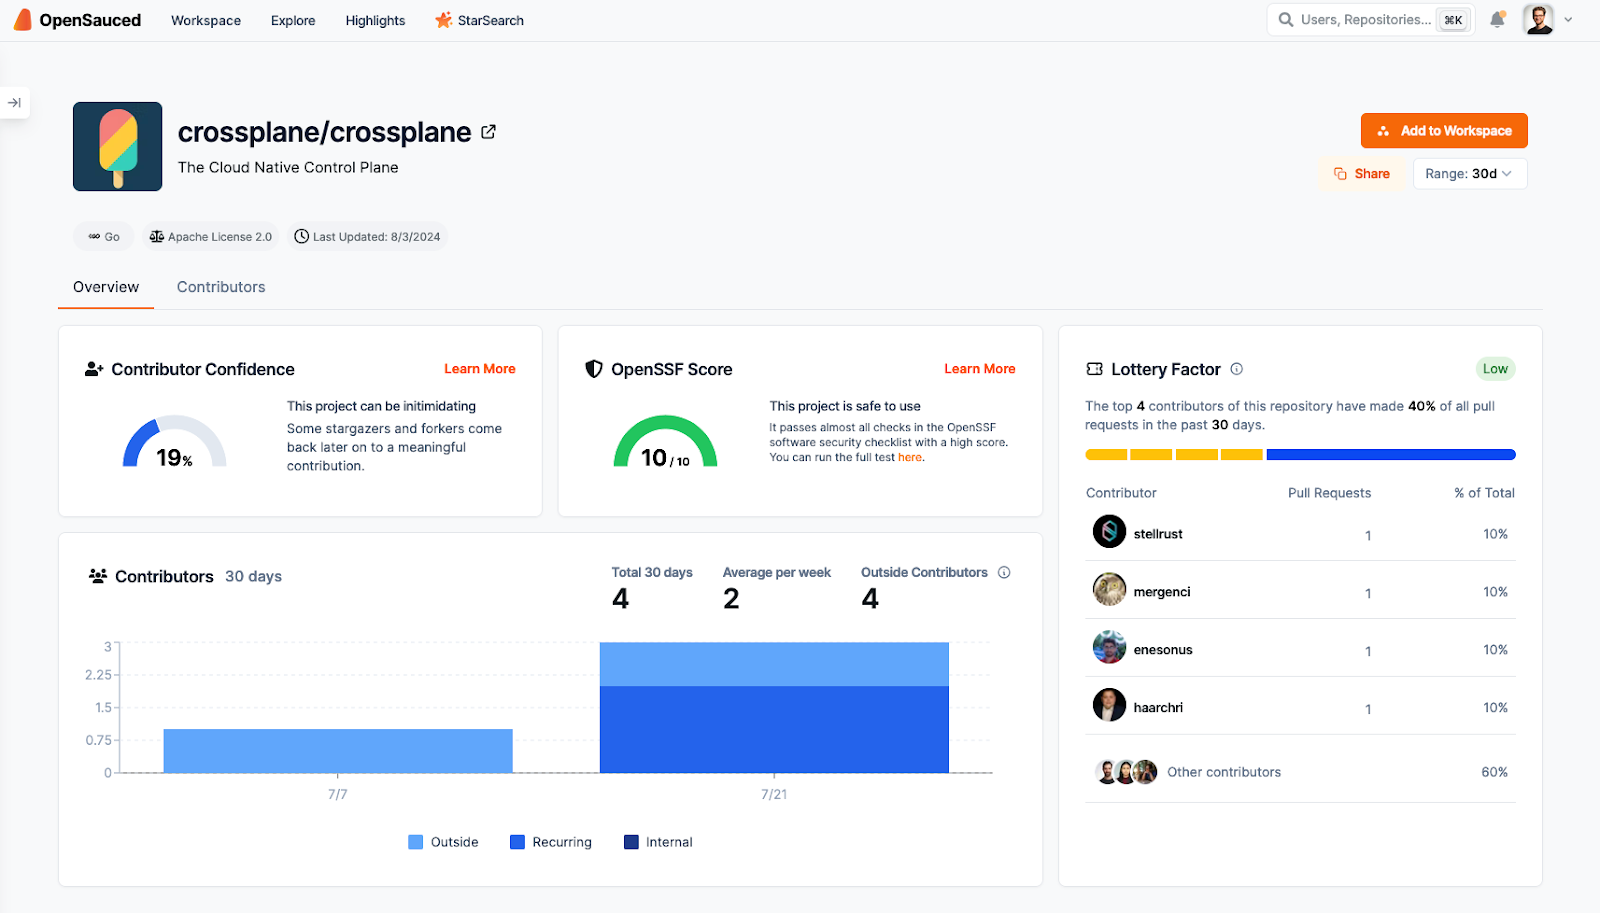 OpenSauced
Workspace
Explore
Highlights
StarSearch
Users, Repositories...
⌘K
crossplane/crossplane
The Cloud Native Control Plane
Add to Workspace
Share
Range: 30d
GO Go
Apache License 2.0
Last Updated: 8/3/2024
Overview
Contributors
Contributor Confidence
Learn More
19%
This project can be initimidating
Some stargazers and forkers come
back later on to a meaningful
contribution.
OpenSSF Score
Learn More
10 / 10
This project is safe to use
It passes almost all checks in the OpenSSF
software security checklist with a high score.
You can run the full test here.
Lottery Factor
Low
The top 4 contributors of this repository have made 40% of all pull
requests in the past 30 days.
Contributor Pull Requests % of Total
stellrust 1 10%
mergenci 1 10%
enesonus 1 10%
haarchri 1 10%
Other contributors 60%
Contributors 30 days
Total 30 days
4
Average per week
2
Outside Contributors
4
3
2.25
1.5
0.75
0
7/7
7/21
Outside
Recurring
Internal